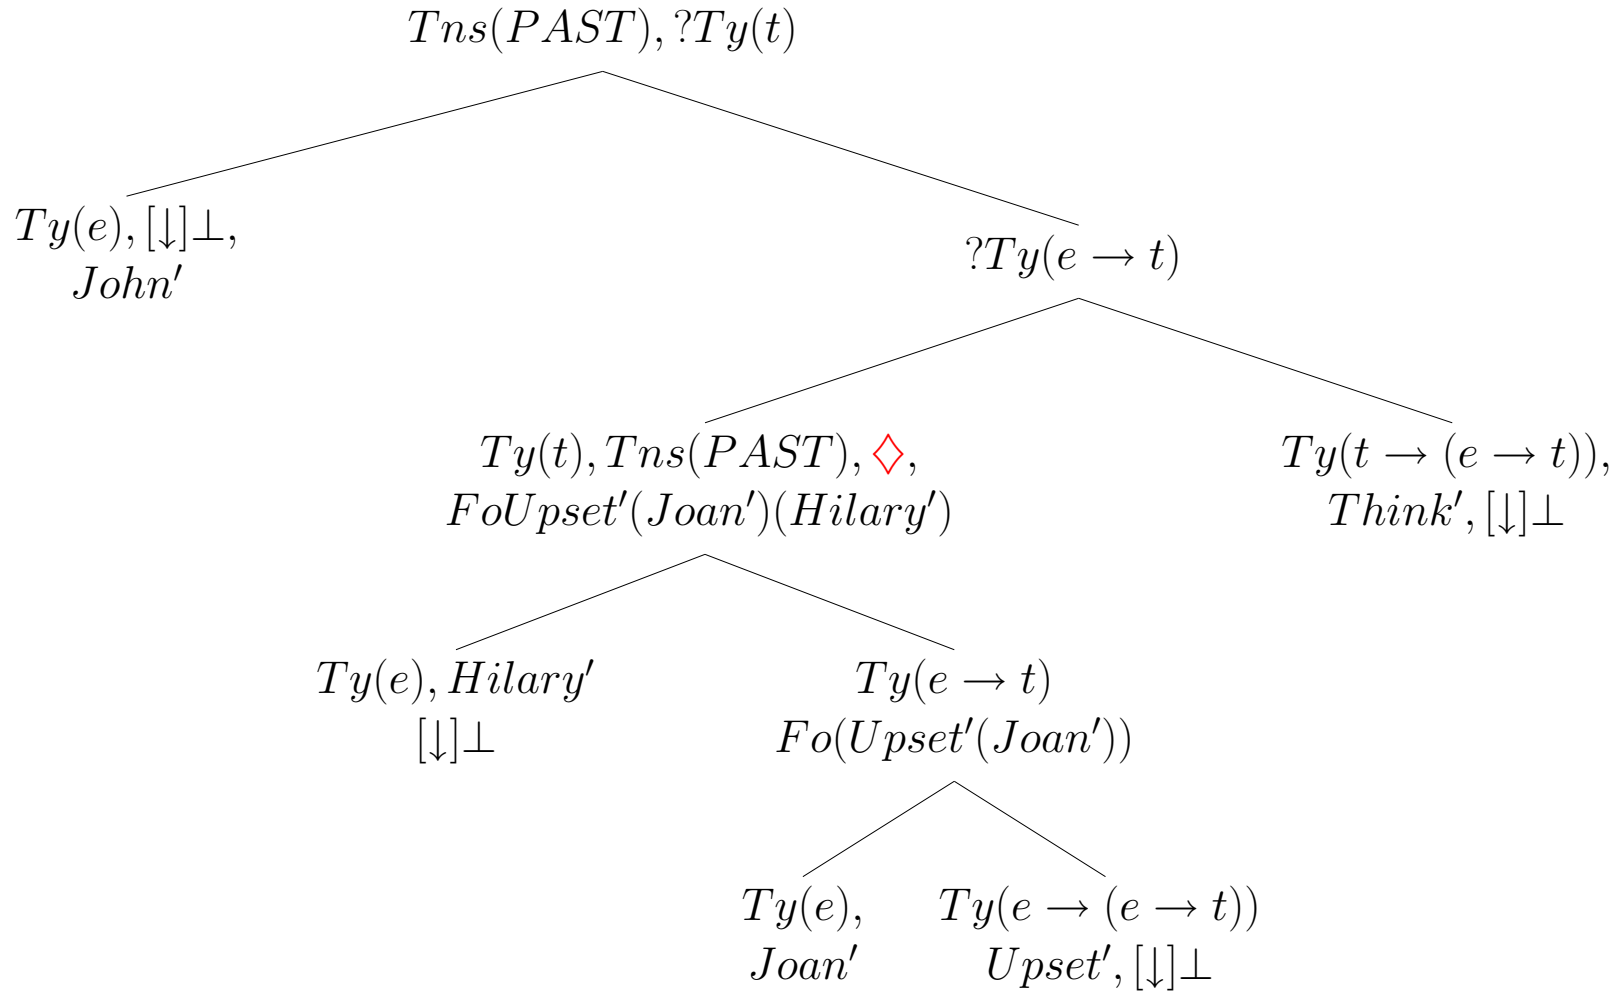 Tns(PAST), ?Ty(t)
Ty(e), [↓]⊥,
John′
?Ty(e → t)
Ty(t), Tns(PAST), ♢,
FoUpset′(Joan′)(Hilary′)
Ty(t → (e → t)),
Think′, [↓]⊥
Ty(e), Hilary′
[↓]⊥
Ty(e → t)
Fo(Upset′(Joan′))
Ty(e),
Joan′
Ty(e → (e → t))
Upset′, [↓]⊥